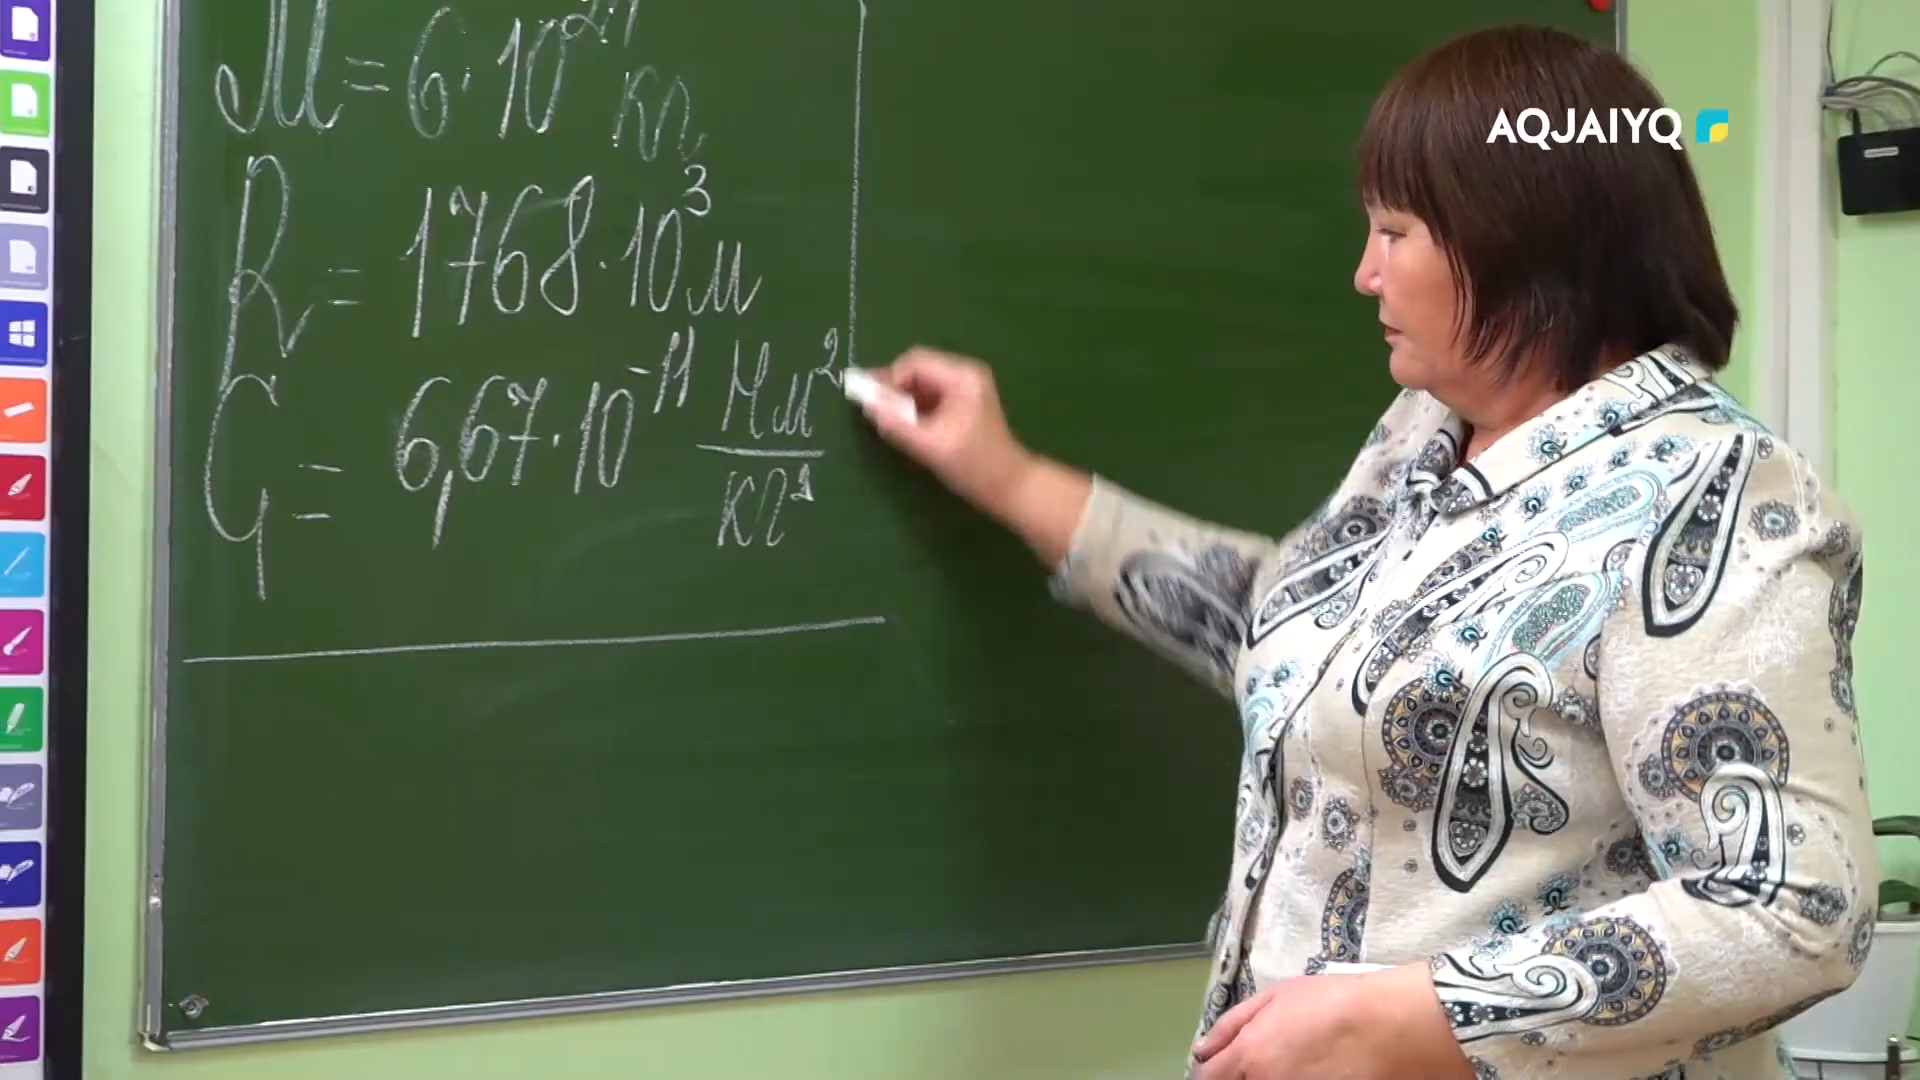 M = 6·10²⁴ кг
R = 1768·10³ м
G = 6,67·10⁻¹¹ Нм²
кг²
AQJAIYQ